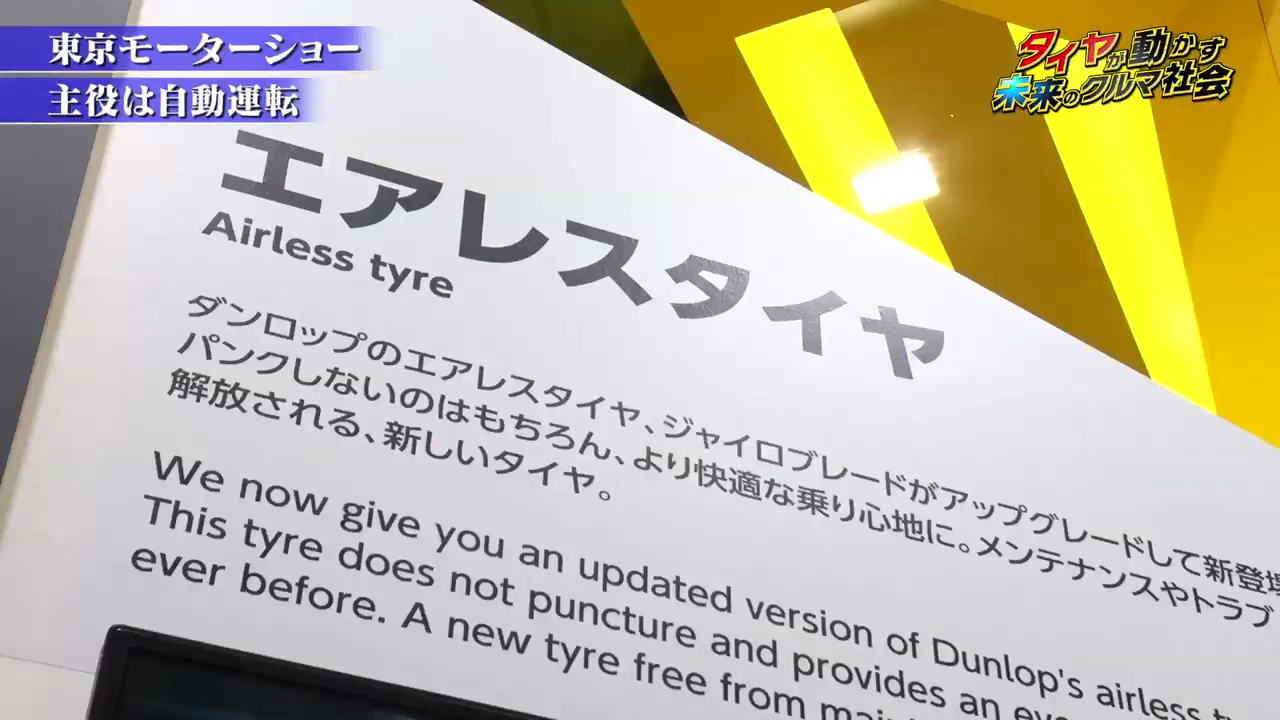 東京モーターショー
主役は自動運転
タイヤが動かす
未来のクルマ社会
エアレスタイヤ
Airless tyre
ダンロップのエアレスタイヤ、ジャイロブレードがアップグレードして新登場
パンクしないのはもちろん、より快適な乗り心地に。メンテナンスやトラブ
解放される、新しいタイヤ。
We now give you an updated version of Dunlop's airless
This tyre does not puncture and provides an
ever before. A new tyre free from